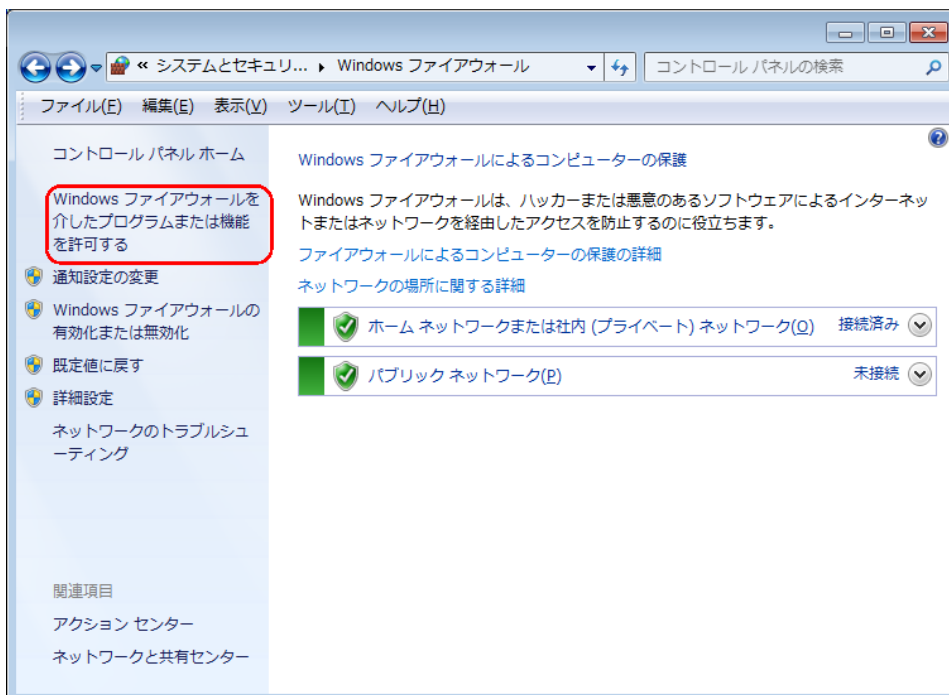 « システムとセキュリ... ▸ Windows ファイアウォール
コントロール パネルの検索
ファイル(F) 編集(E) 表示(V) ツール(T) ヘルプ(H)
コントロール パネル ホーム
Windows ファイアウォールを
介したプログラムまたは機能
を許可する
通知設定の変更
Windows ファイアウォールの
有効化または無効化
既定値に戻す
詳細設定
ネットワークのトラブルシュ
ーティング
関連項目
アクション センター
ネットワークと共有センター
Windows ファイアウォールによるコンピューターの保護
Windows ファイアウォールは、ハッカーまたは悪意のあるソフトウェアによるインターネッ
トまたはネットワークを経由したアクセスを防止するのに役立ちます。
ファイアウォールによるコンピューターの保護の詳細
ネットワークの場所に関する詳細
ホーム ネットワークまたは社内 (プライベート) ネットワーク(O) 接続済み
パブリック ネットワーク(P) 未接続